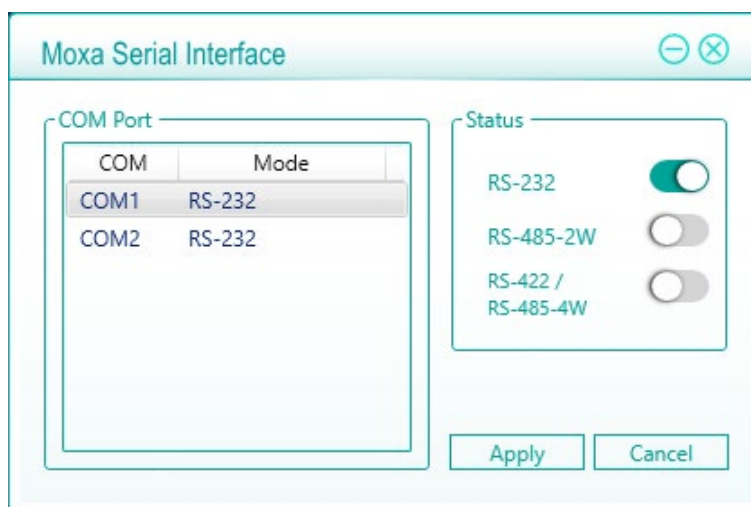 Moxa Serial Interface
COM Port
COM Mode
COM1 RS-232
COM2 RS-232
Status
RS-232
RS-485-2W
RS-422 /
RS-485-4W
Apply Cancel